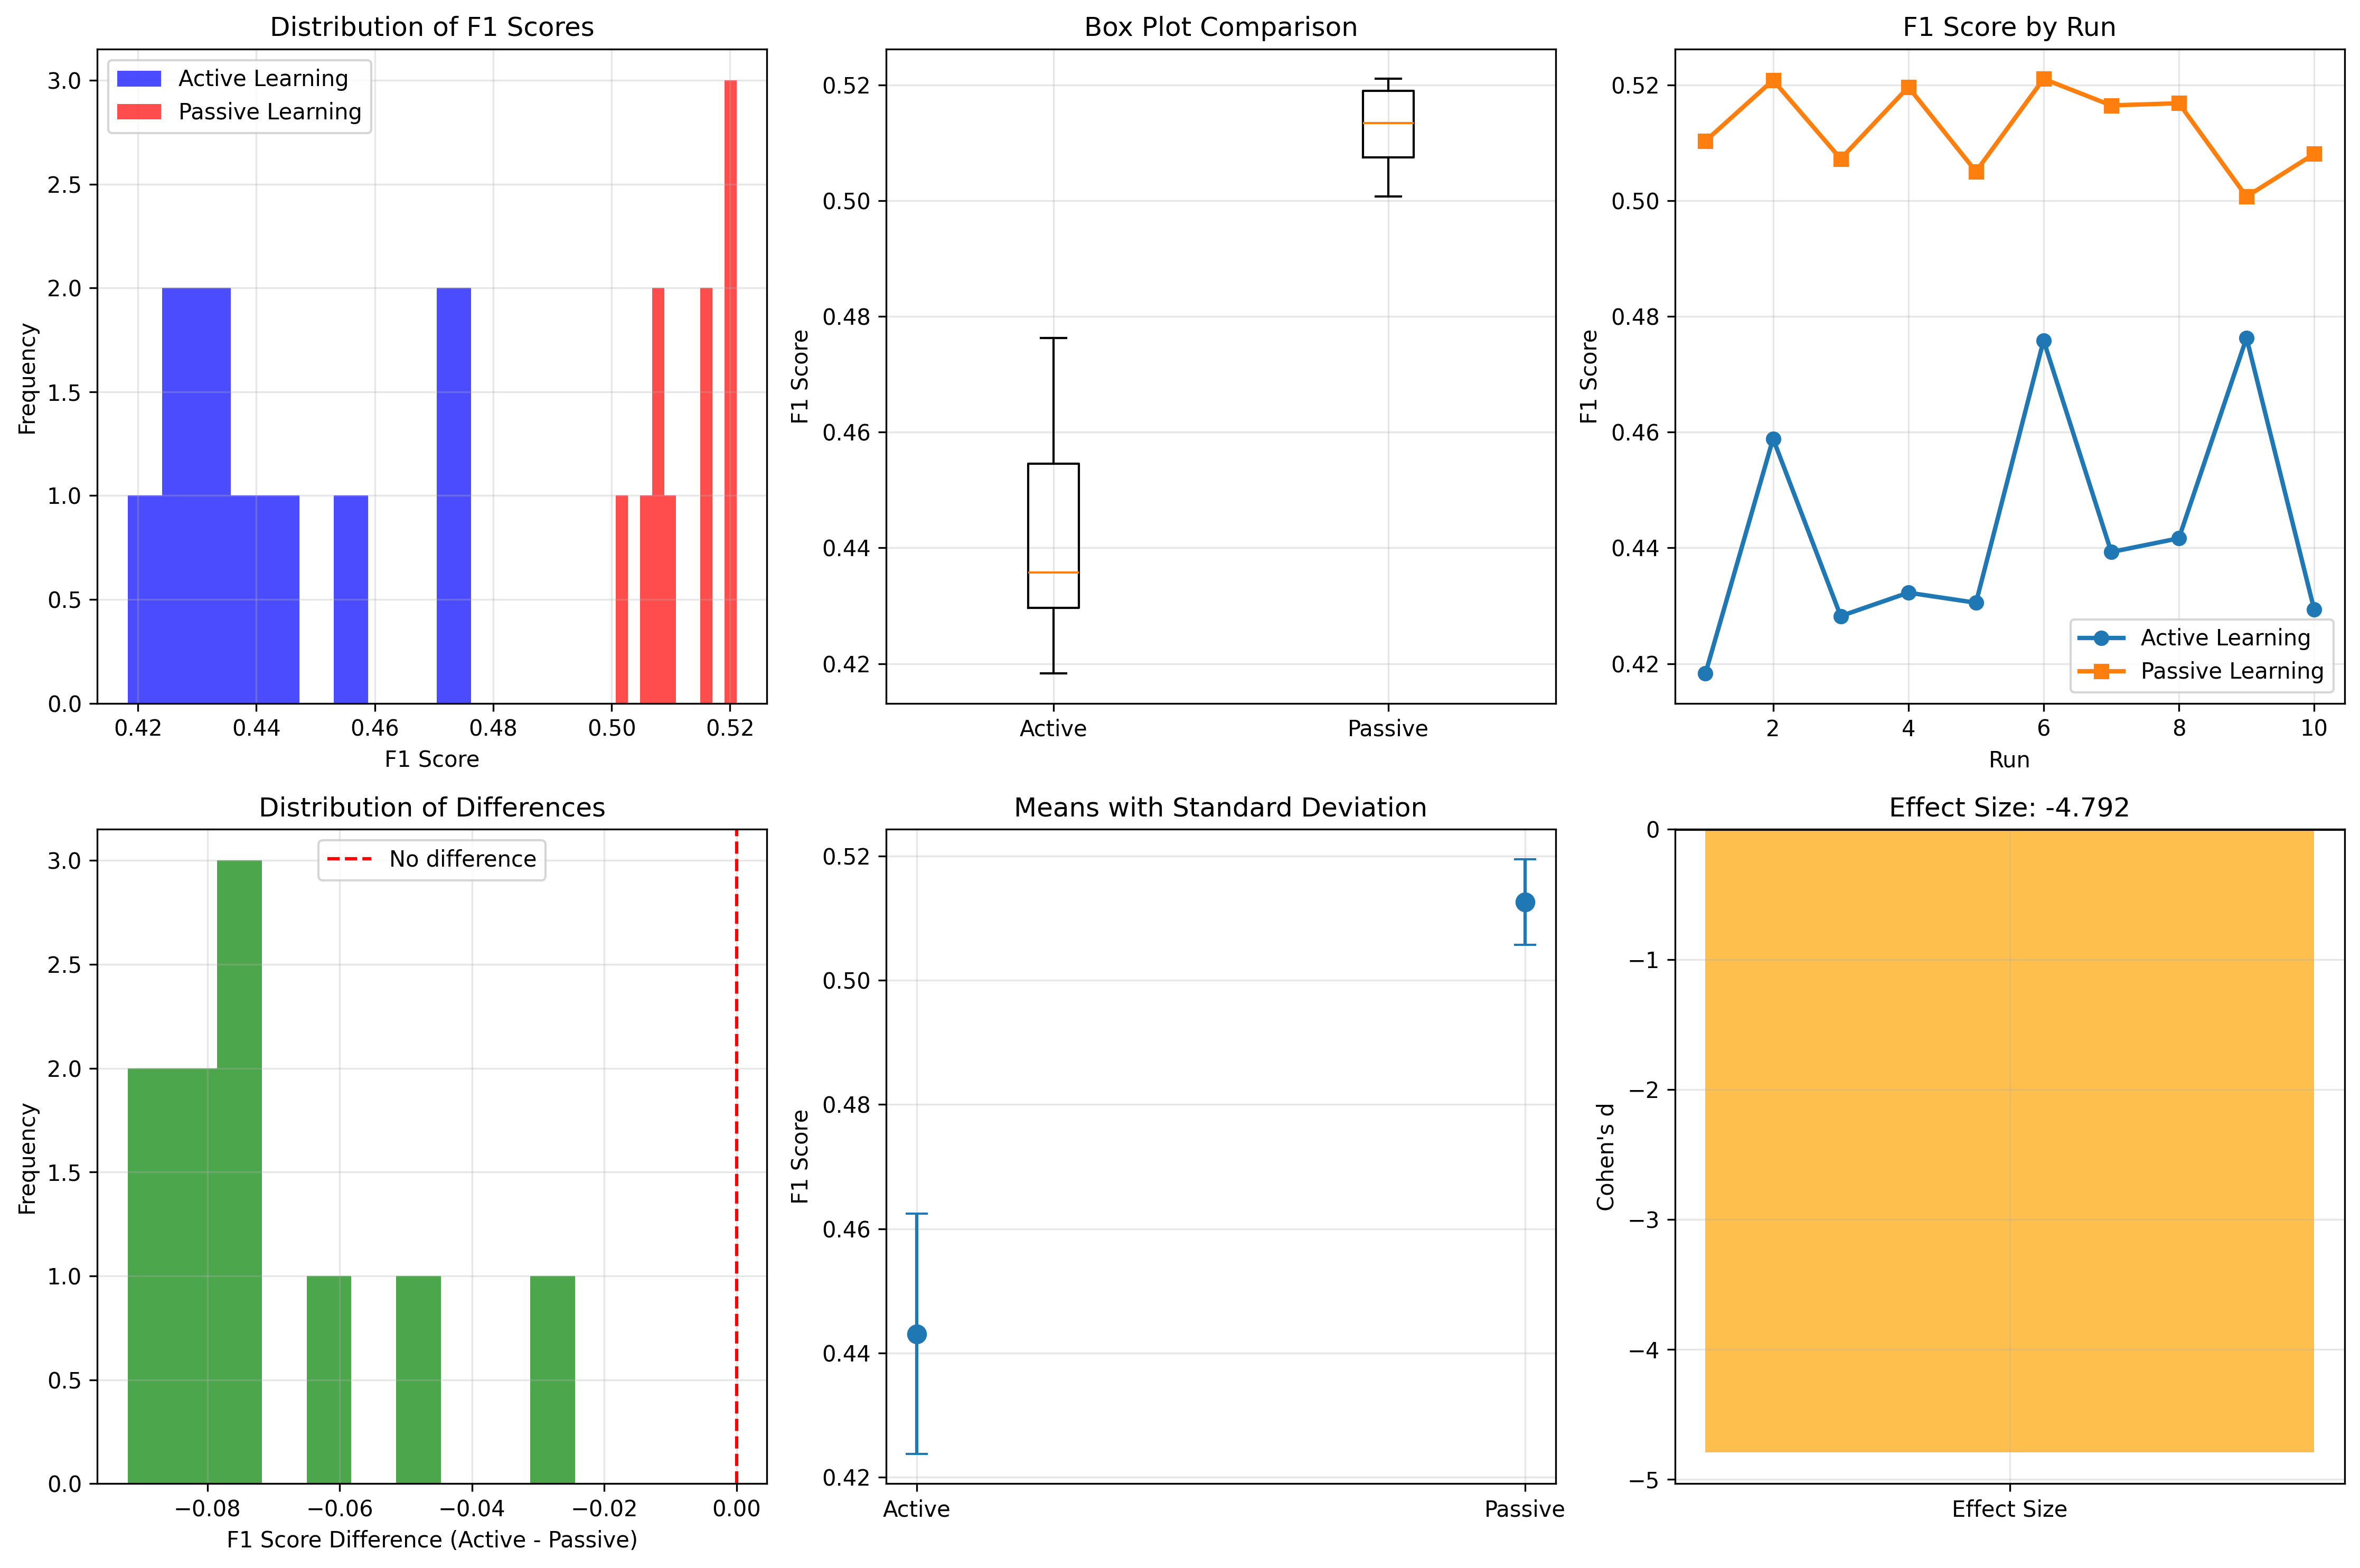 Distribution of F1 Scores
Active Learning
Passive Learning
Frequency
3.0
2.5
2.0
1.5
1.0
0.5
0.0
0.42 0.44 0.46 0.48 0.50 0.52
F1 Score
Box Plot Comparison
F1 Score
0.52
0.50
0.48
0.46
0.44
0.42
Active Passive
F1 Score by Run
F1 Score
0.52
0.50
0.48
0.46
0.44
0.42
Active Learning
Passive Learning
2 4 6 8 10
Run
Distribution of Differences
No difference
Frequency
3.0
2.5
2.0
1.5
1.0
0.5
0.0
−0.08 −0.06 −0.04 −0.02 0.00
F1 Score Difference (Active - Passive)
Means with Standard Deviation
F1 Score
0.52
0.50
0.48
0.46
0.44
0.42
Active Passive
Effect Size: -4.792
Cohen's d
0
−1
−2
−3
−4
−5
Effect Size